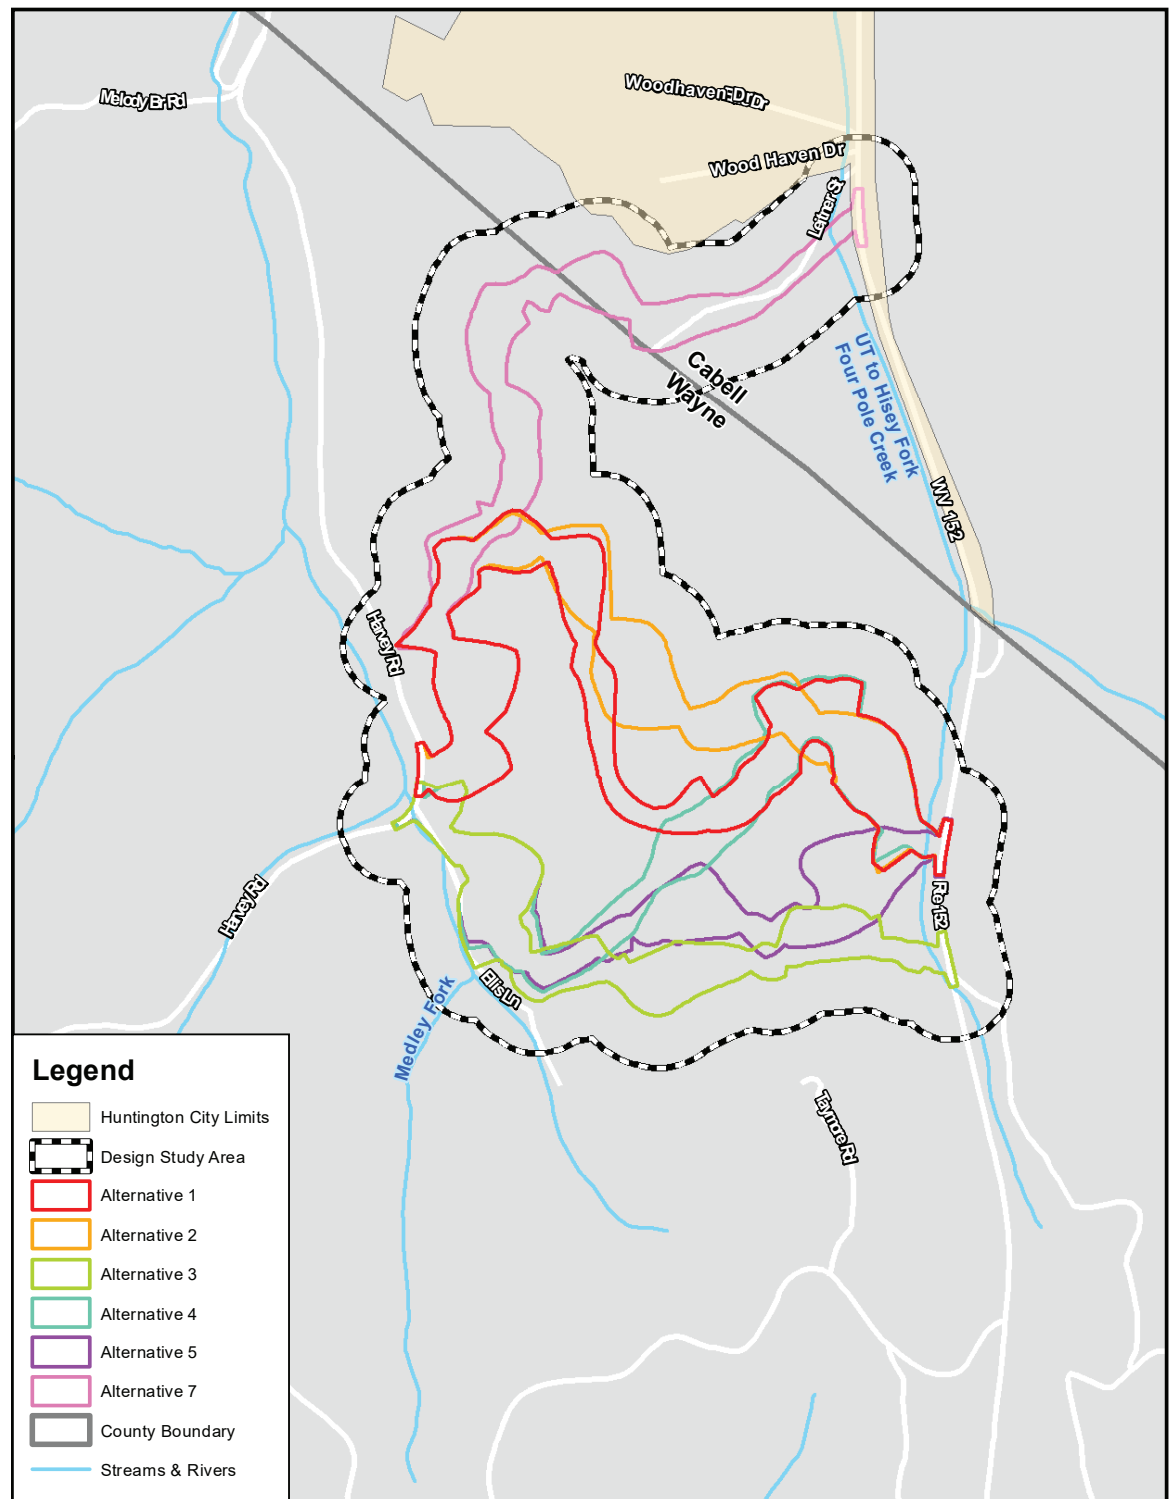 Melody Br Rd
Woodhaven Dr
Wood Haven Dr
Leitner St
Cabell
Wayne
UT to Hisey Fork
Four Pole Creek
WV 152
Harvey Rd
Harvey Rd
Rte 152
Ellis Ln
Medley Fork
Taymore Rd
Legend
Huntington City Limits
Design Study Area
Alternative 1
Alternative 2
Alternative 3
Alternative 4
Alternative 5
Alternative 7
County Boundary
Streams & Rivers